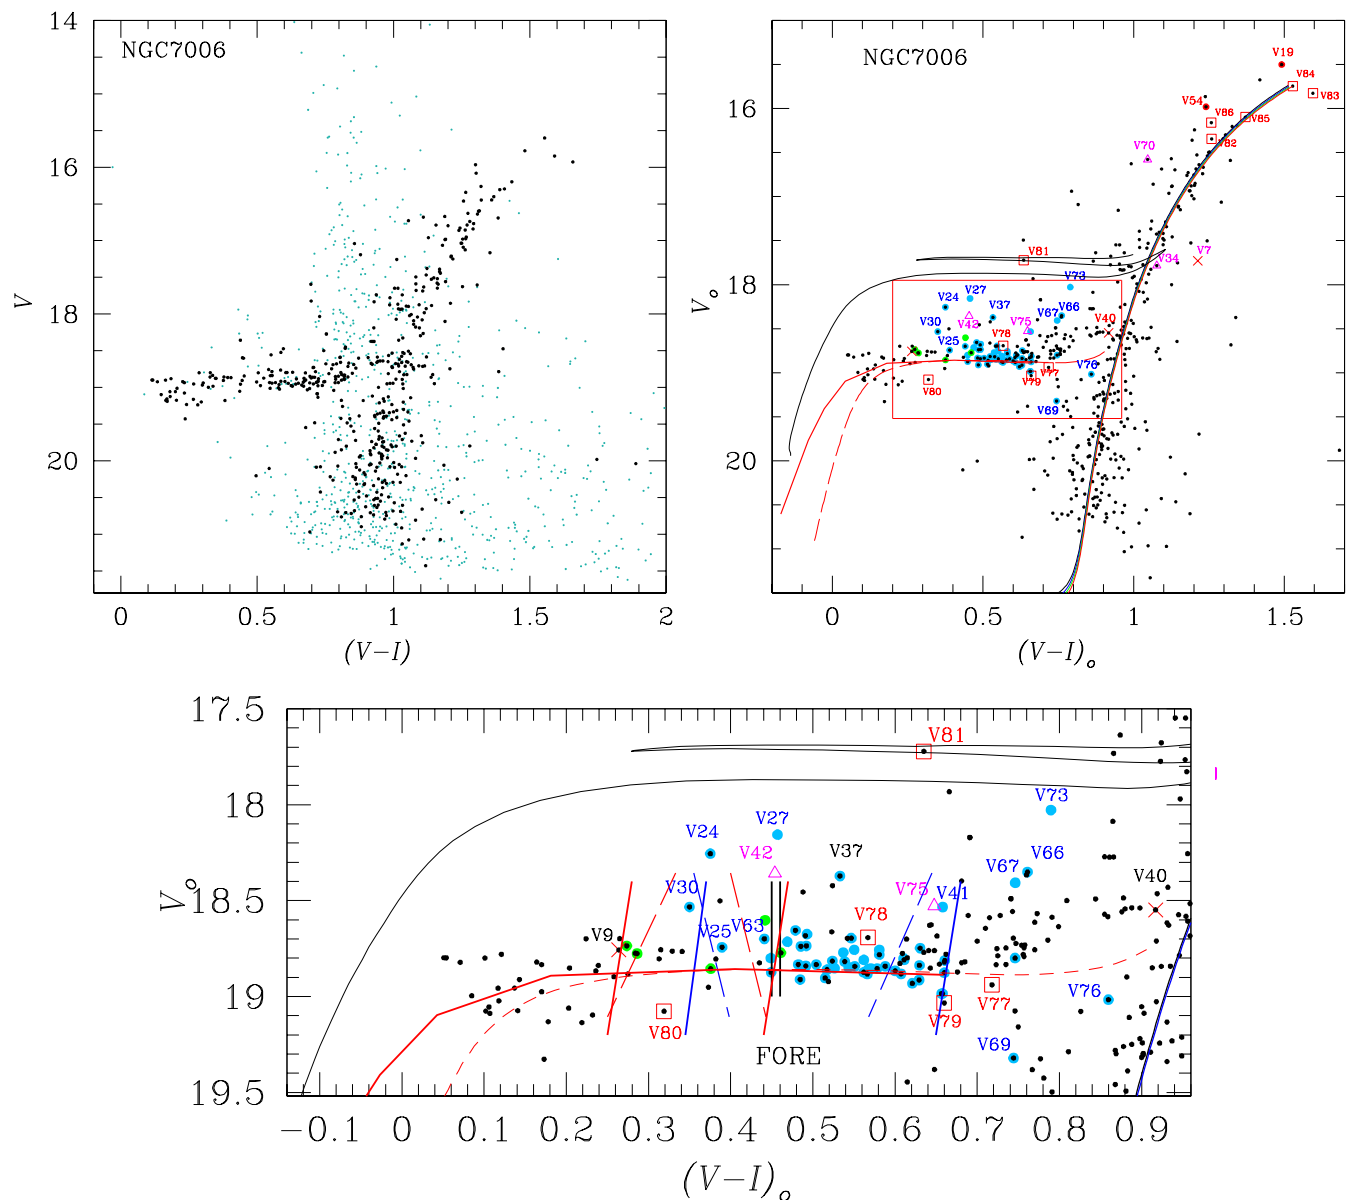 NGC7006
14
16
18
20
V
0
0.5
1
1.5
2
(V−I)
NGC7006
16
18
20
V₀
V19
V84
V83
V54
V86
V85
V82
V70
V81
V7
V34
V73
V27
V24
V37
V66
V67
V42
V75
V40
V30
V78
V25
V77
V76
V79
V80
V69
0
0.5
1
1.5
(V−I)₀
17.5
18
18.5
19
19.5
V₀
V81
V73
V27
V24
V42
V37
V67
V66
V40
V30
V75
V41
V9
V25
V63
V78
V77
V76
V80
V79
V69
FORE
−0.1
0
0.1
0.2
0.3
0.4
0.5
0.6
0.7
0.8
0.9
(V−I)₀